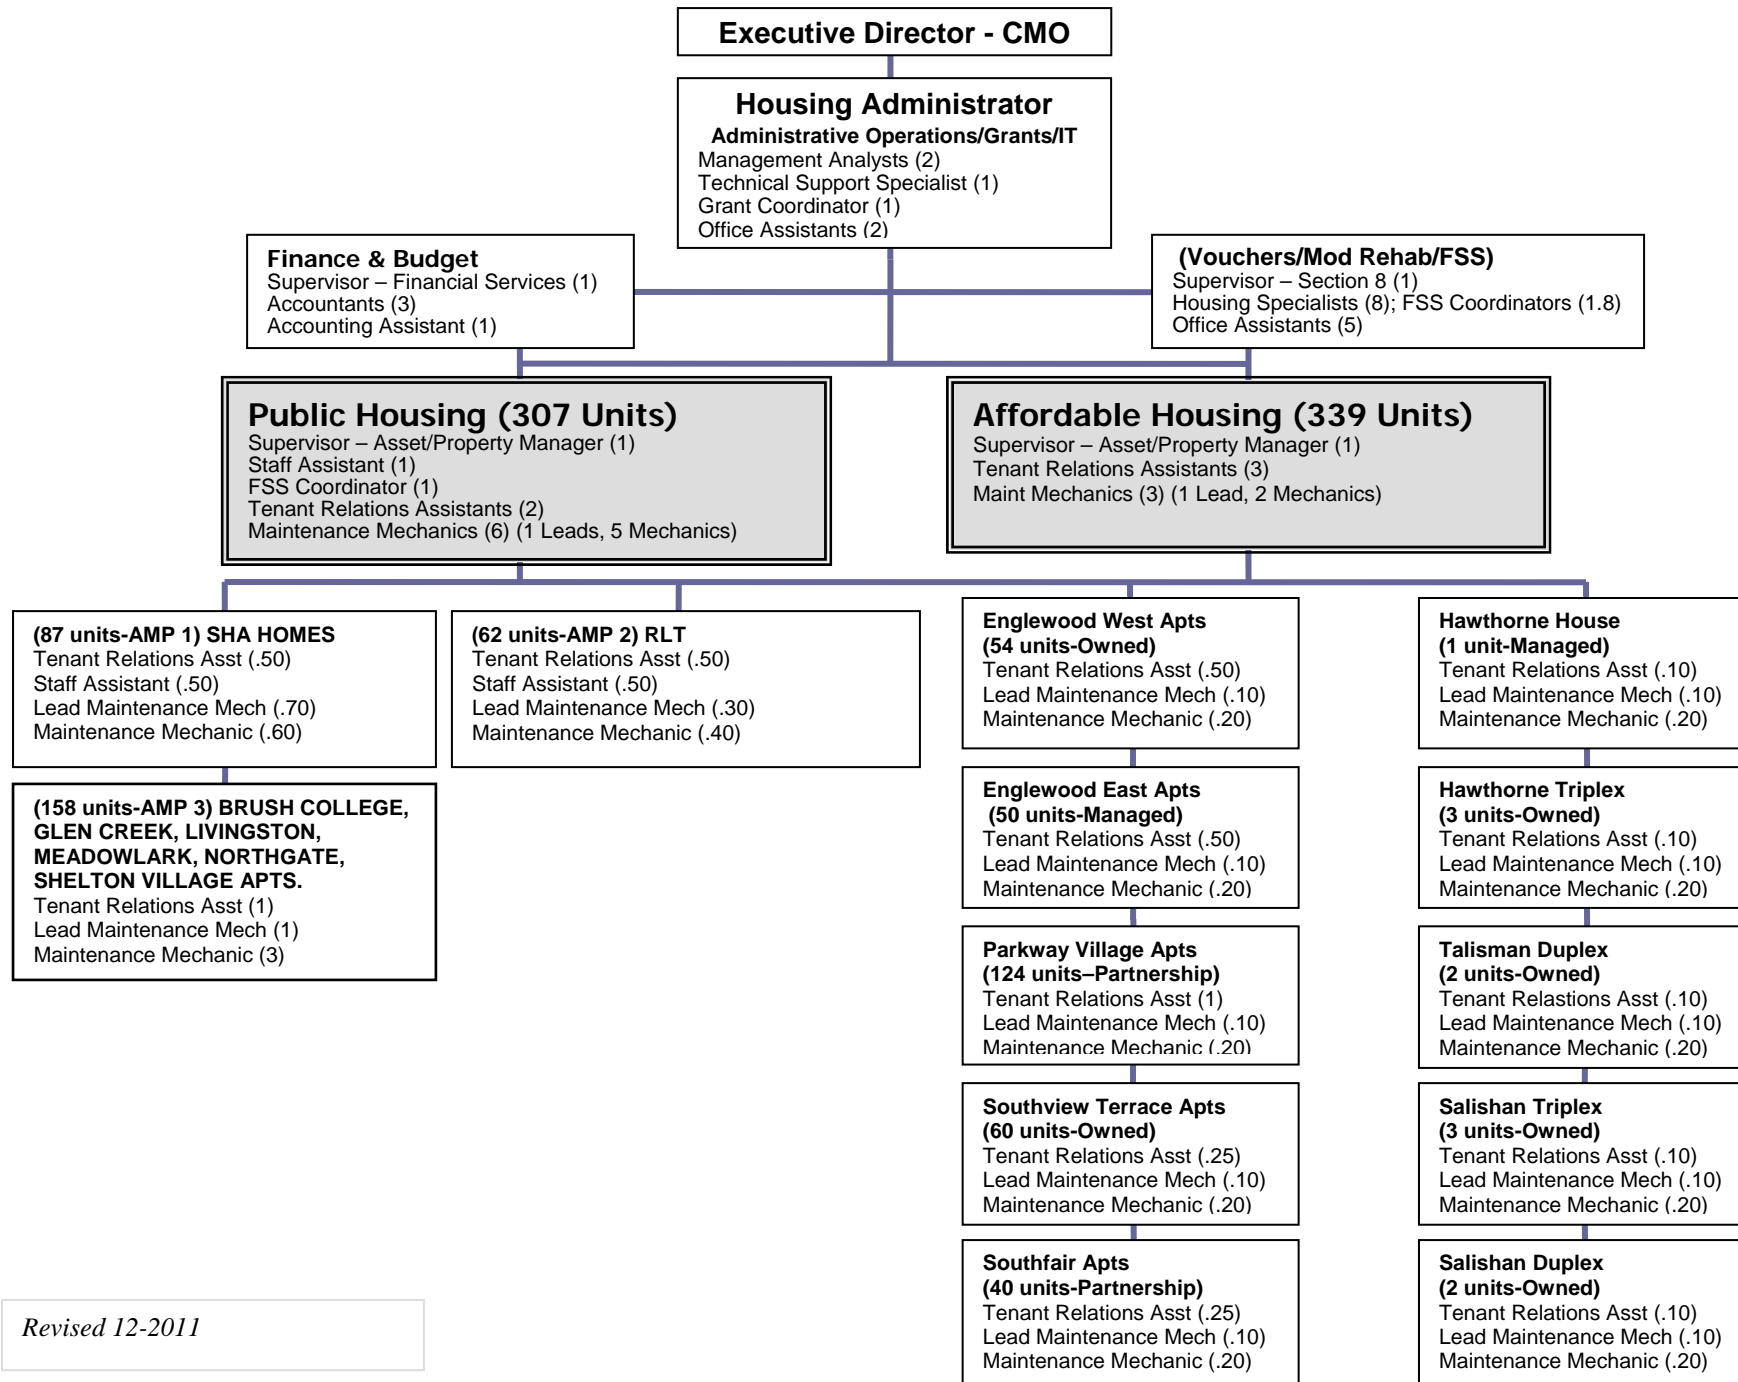 Executive Director - CMO
Housing Administrator
Administrative Operations/Grants/IT
Management Analysts (2)
Technical Support Specialist (1)
Grant Coordinator (1)
Office Assistants (2)
Finance & Budget
Supervisor – Financial Services (1)
Accountants (3)
Accounting Assistant (1)
(Vouchers/Mod Rehab/FSS)
Supervisor – Section 8 (1)
Housing Specialists (8); FSS Coordinators (1.8)
Office Assistants (5)
Public Housing (307 Units)
Supervisor – Asset/Property Manager (1)
Staff Assistant (1)
FSS Coordinator (1)
Tenant Relations Assistants (2)
Maintenance Mechanics (6) (1 Leads, 5 Mechanics)
Affordable Housing (339 Units)
Supervisor – Asset/Property Manager (1)
Tenant Relations Assistants (3)
Maint Mechanics (3) (1 Lead, 2 Mechanics)
(87 units-AMP 1) SHA HOMES
Tenant Relations Asst (.50)
Staff Assistant (.50)
Lead Maintenance Mech (.70)
Maintenance Mechanic (.60)
(62 units-AMP 2) RLT
Tenant Relations Asst (.50)
Staff Assistant (.50)
Lead Maintenance Mech (.30)
Maintenance Mechanic (.40)
(158 units-AMP 3) BRUSH COLLEGE,
GLEN CREEK, LIVINGSTON,
MEADOWLARK, NORTHGATE,
SHELTON VILLAGE APTS.
Tenant Relations Asst (1)
Lead Maintenance Mech (1)
Maintenance Mechanic (3)
Englewood West Apts
(54 units-Owned)
Tenant Relations Asst (.50)
Lead Maintenance Mech (.10)
Maintenance Mechanic (.20)
Englewood East Apts
(50 units-Managed)
Tenant Relations Asst (.50)
Lead Maintenance Mech (.10)
Maintenance Mechanic (.20)
Parkway Village Apts
(124 units–Partnership)
Tenant Relations Asst (1)
Lead Maintenance Mech (.10)
Maintenance Mechanic (.20)
Southview Terrace Apts
(60 units-Owned)
Tenant Relations Asst (.25)
Lead Maintenance Mech (.10)
Maintenance Mechanic (.20)
Southfair Apts
(40 units-Partnership)
Tenant Relations Asst (.25)
Lead Maintenance Mech (.10)
Maintenance Mechanic (.20)
Hawthorne House
(1 unit-Managed)
Tenant Relations Asst (.10)
Lead Maintenance Mech (.10)
Maintenance Mechanic (.20)
Hawthorne Triplex
(3 units-Owned)
Tenant Relations Asst (.10)
Lead Maintenance Mech (.10)
Maintenance Mechanic (.20)
Talisman Duplex
(2 units-Owned)
Tenant Relastions Asst (.10)
Lead Maintenance Mech (.10)
Maintenance Mechanic (.20)
Salishan Triplex
(3 units-Owned)
Tenant Relations Asst (.10)
Lead Maintenance Mech (.10)
Maintenance Mechanic (.20)
Salishan Duplex
(2 units-Owned)
Tenant Relations Asst (.10)
Lead Maintenance Mech (.10)
Maintenance Mechanic (.20)
Revised 12-2011